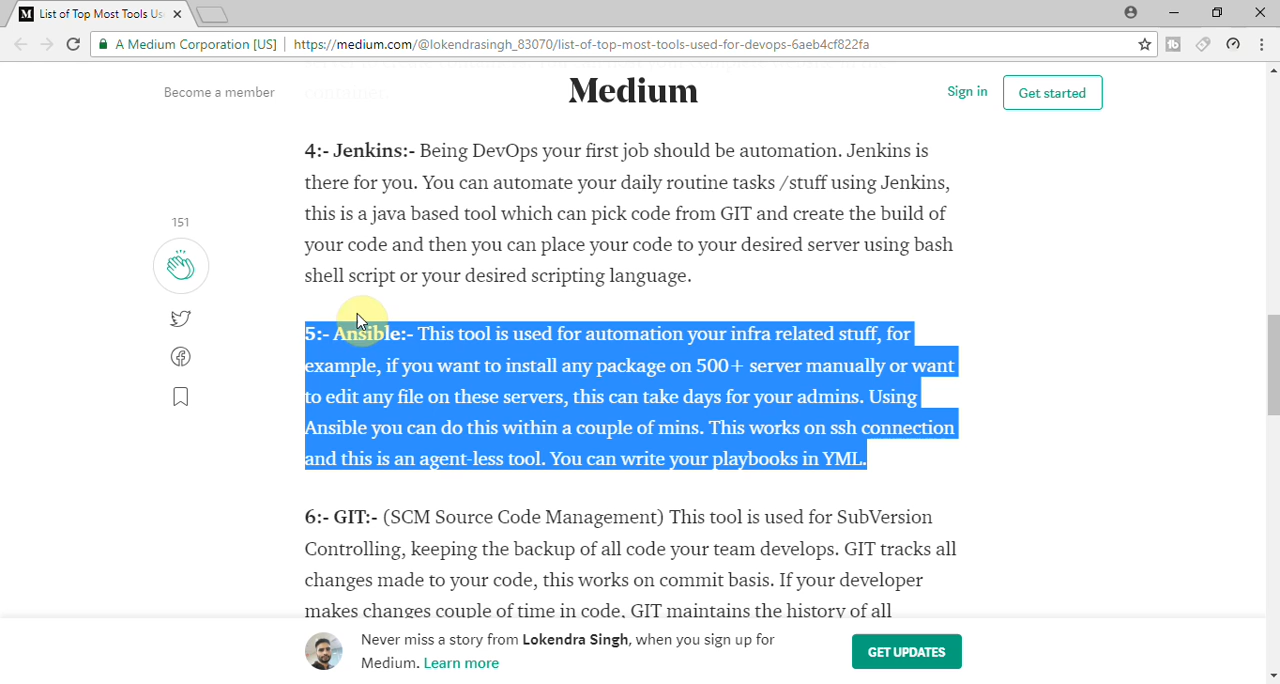 List of Top Most Tools Us
A Medium Corporation [US]
https://medium.com/@lokendrasingh_83070/list-of-top-most-tools-used-for-devops-6aeb4cf822fa
Become a member
container.
Medium
Sign in
Get started
4:- Jenkins:- Being DevOps your first job should be automation. Jenkins is
there for you. You can automate your daily routine tasks /stuff using Jenkins,
this is a java based tool which can pick code from GIT and create the build of
your code and then you can place your code to your desired server using bash
shell script or your desired scripting language.
151
5:- Ansible:- This tool is used for automation your infra related stuff, for
example, if you want to install any package on 500+ server manually or want
to edit any file on these servers, this can take days for your admins. Using
Ansible you can do this within a couple of mins. This works on ssh connection
and this is an agent-less tool. You can write your playbooks in YML.
6:- GIT:- (SCM Source Code Management) This tool is used for SubVersion
Controlling, keeping the backup of all code your team develops. GIT tracks all
changes made to your code, this works on commit basis. If your developer
makes changes couple of time in code, GIT maintains the history of all
Never miss a story from Lokendra Singh, when you sign up for
Medium. Learn more
GET UPDATES